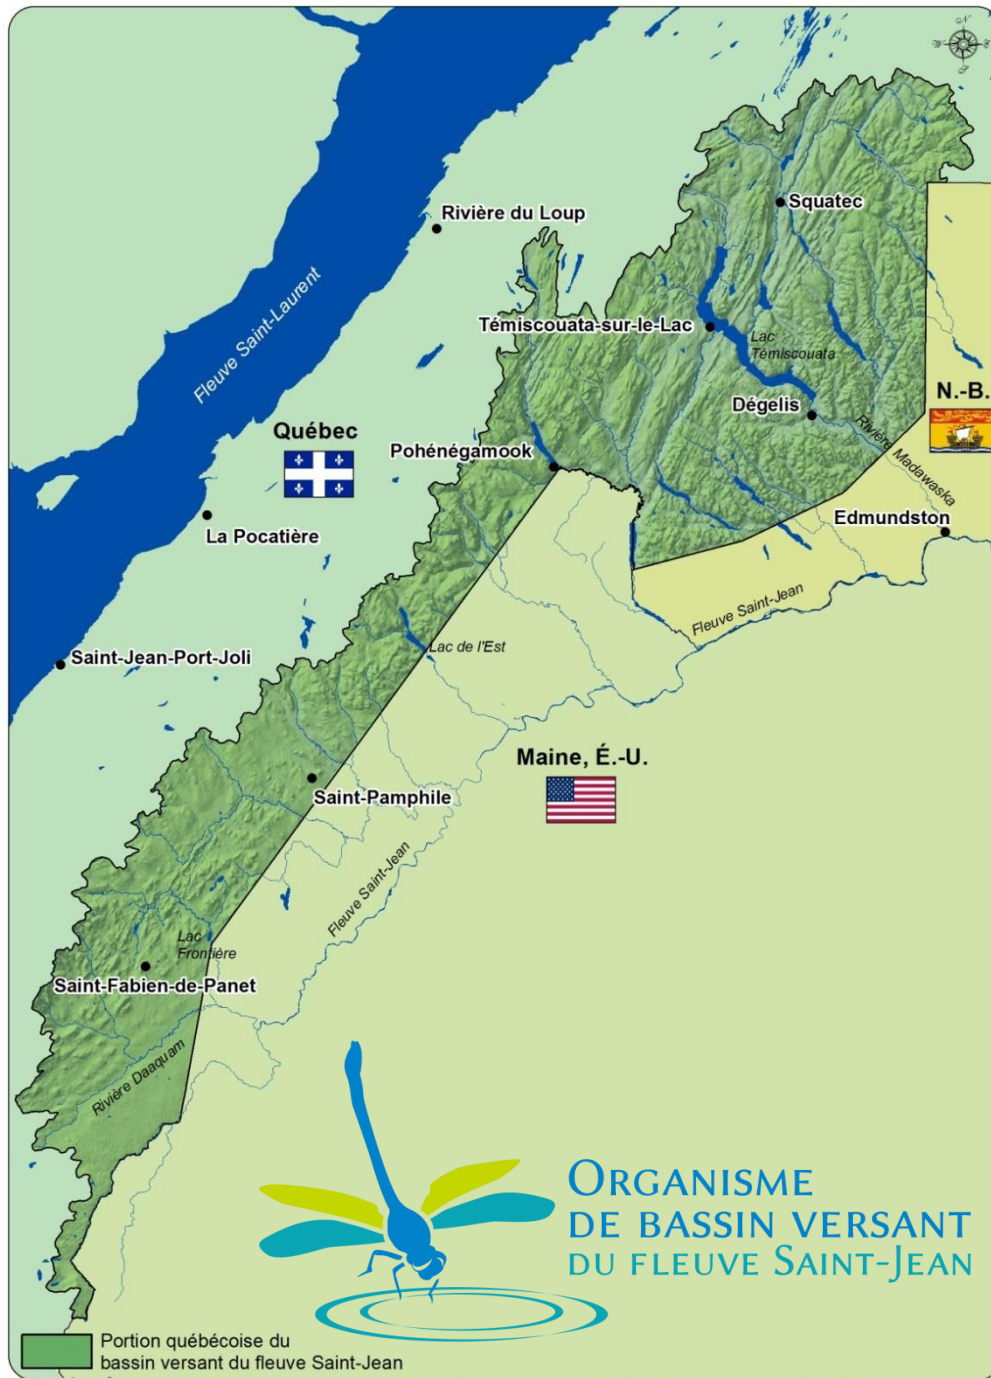 N
W
E
S
Squatec
Rivière du Loup
Fleuve Saint-Laurent
Témiscouata-sur-le-Lac
Lac
Témiscouata
Dégelis
N.-B.
Rivière Madawaska
Québec
Pohénégamook
Edmundston
La Pocatière
Fleuve Saint-Jean
Lac de l'Est
Saint-Jean-Port-Joli
Maine, É.-U.
Saint-Pamphile
Fleuve Saint-Jean
Lac
Frontière
Saint-Fabien-de-Panet
Rivière Daaquam
ORGANISME
DE BASSIN VERSANT
DU FLEUVE SAINT-JEAN
Portion québécoise du
bassin versant du fleuve Saint-Jean